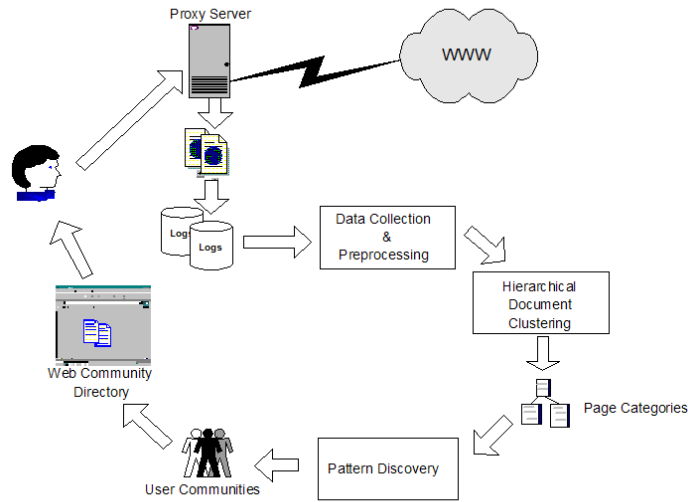 Proxy Server
WWW
Logs
Logs
Data Collection
&
Preprocessing
Hierarchical
Document
Clustering
Web Community
Directory
Page Categories
Pattern Discovery
User Communities